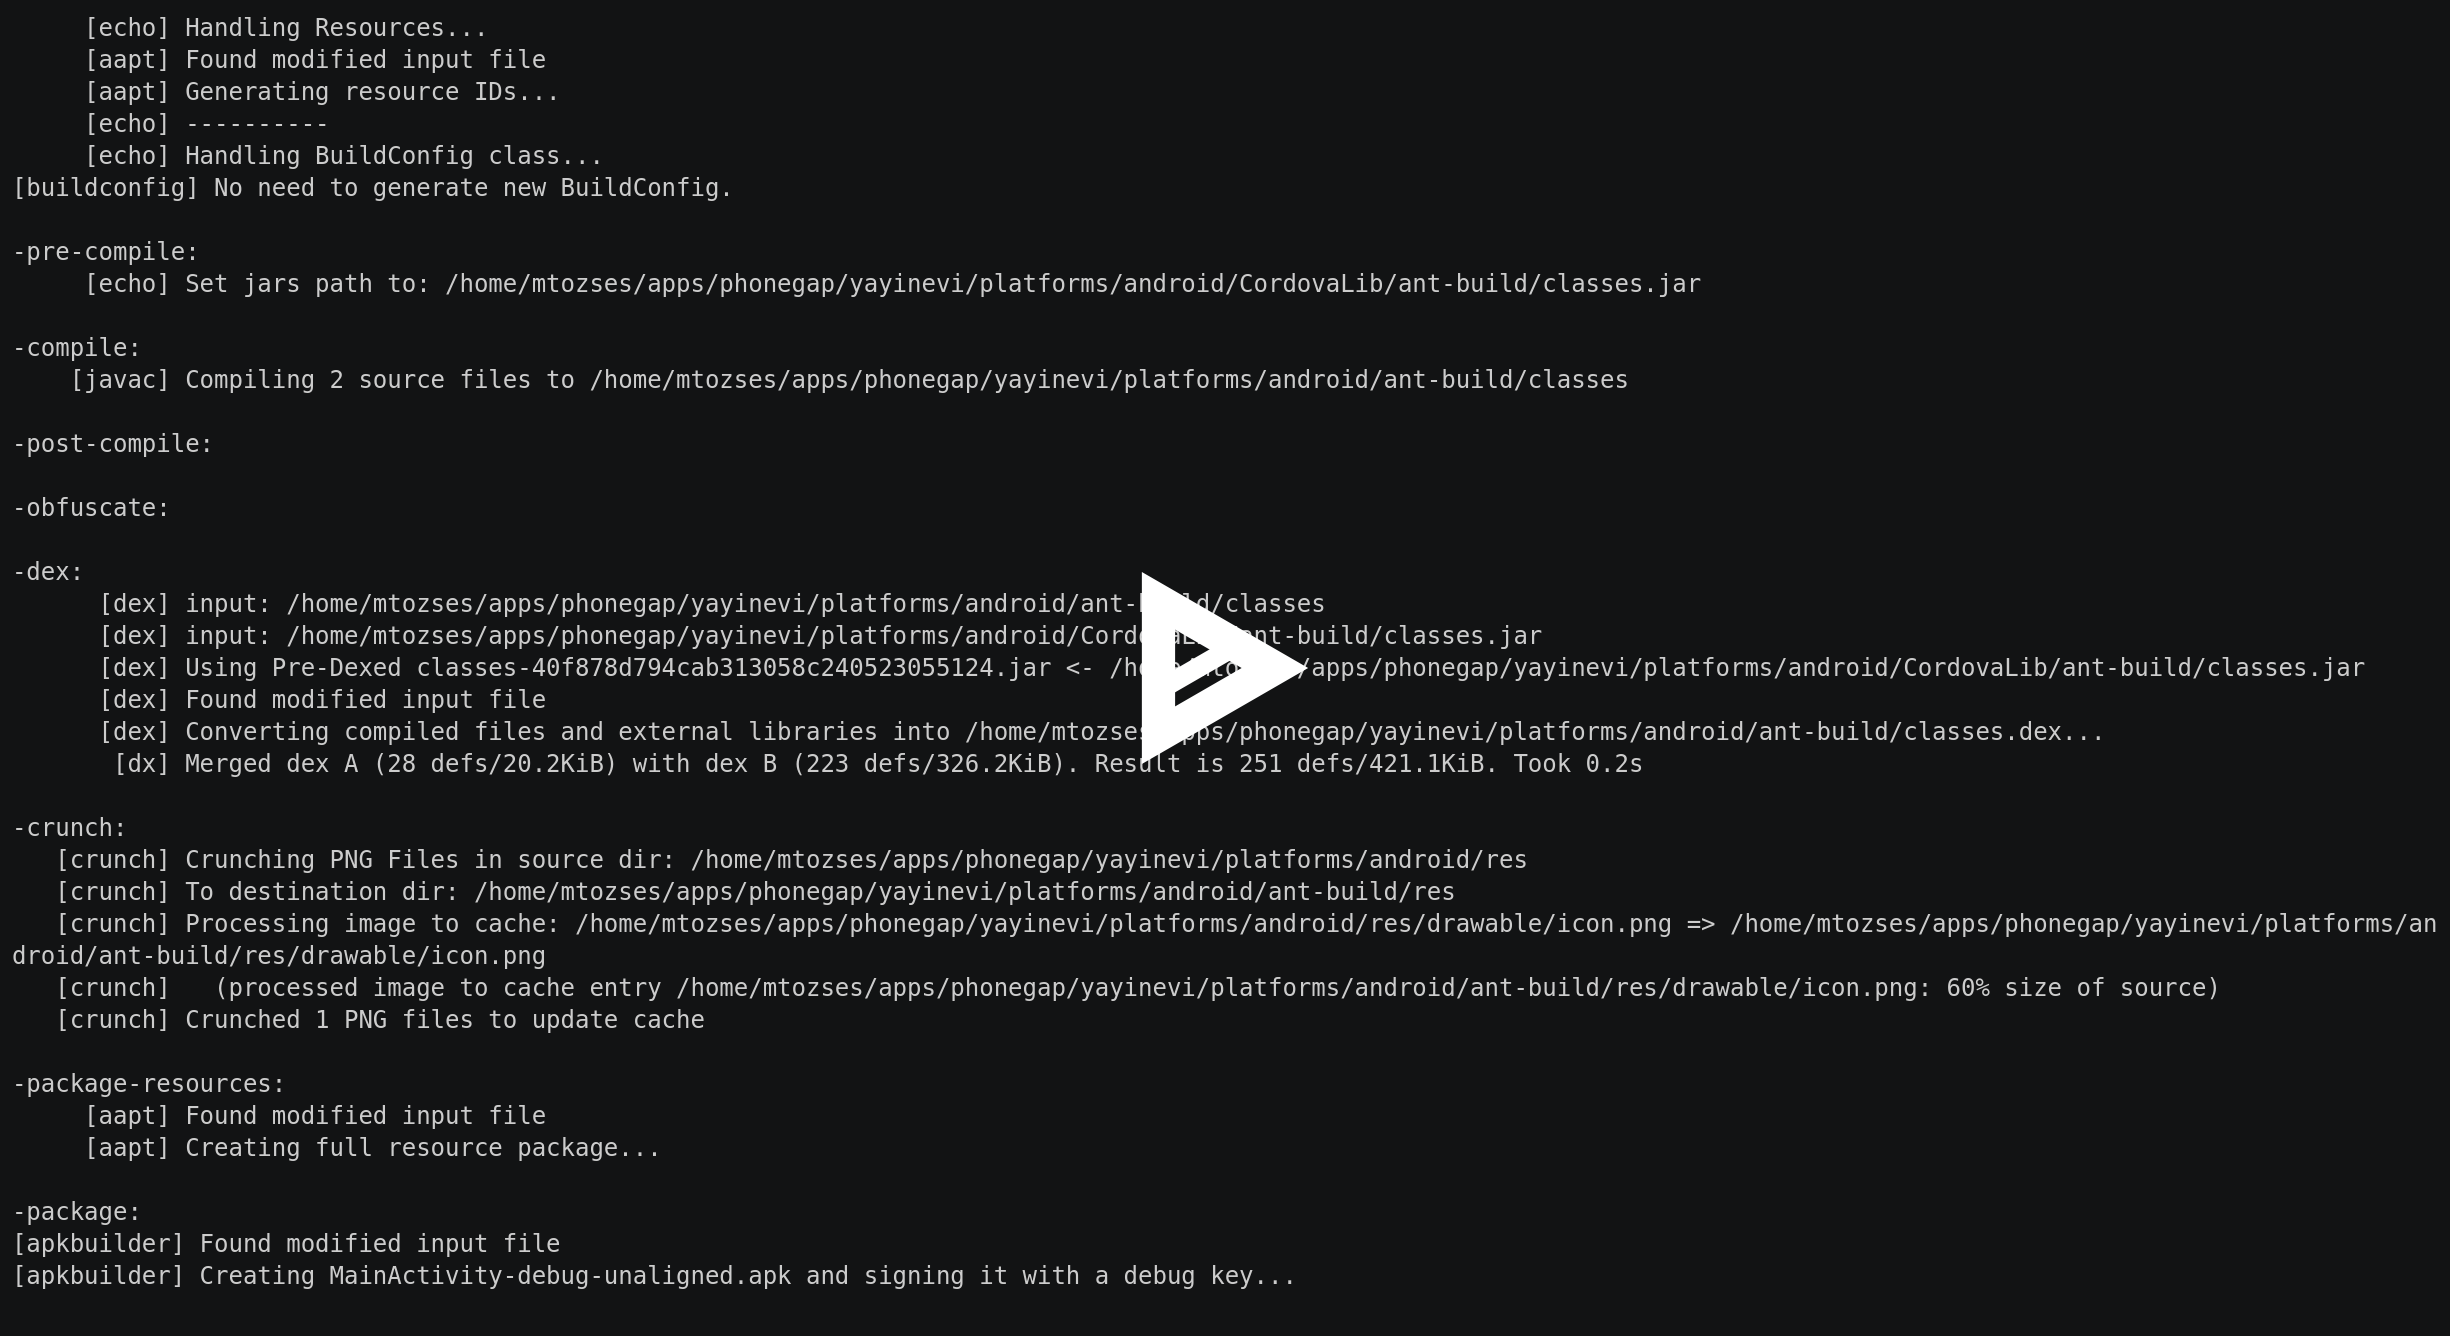 [echo] Handling Resources...
[aapt] Found modified input file
[aapt] Generating resource IDs...
[echo] ----------
[echo] Handling BuildConfig class...
[buildconfig] No need to generate new BuildConfig.
-pre-compile:
[echo] Set jars path to: /home/mtozses/apps/phonegap/yayinevi/platforms/android/CordovaLib/ant-build/classes.jar
-compile:
[javac] Compiling 2 source files to /home/mtozses/apps/phonegap/yayinevi/platforms/android/ant-build/classes
-post-compile:
-obfuscate:
-dex:
[dex] input: /home/mtozses/apps/phonegap/yayinevi/platforms/android/ant-build/classes
[dex] input: /home/mtozses/apps/phonegap/yayinevi/platforms/android/CordovaLib/ant-build/classes.jar
[dex] Using Pre-Dexed classes-40f878d794cab313058c240523055124.jar <- /home/mtozses/apps/phonegap/yayinevi/platforms/android/CordovaLib/ant-build/classes.jar
[dex] Found modified input file
[dex] Converting compiled files and external libraries into /home/mtozses/apps/phonegap/yayinevi/platforms/android/ant-build/classes.dex...
[dx] Merged dex A (28 defs/20.2KiB) with dex B (223 defs/326.2KiB). Result is 251 defs/421.1KiB. Took 0.2s
-crunch:
[crunch] Crunching PNG Files in source dir: /home/mtozses/apps/phonegap/yayinevi/platforms/android/res
[crunch] To destination dir: /home/mtozses/apps/phonegap/yayinevi/platforms/android/ant-build/res
[crunch] Processing image to cache: /home/mtozses/apps/phonegap/yayinevi/platforms/android/res/drawable/icon.png => /home/mtozses/apps/phonegap/yayinevi/platforms/an
droid/ant-build/res/drawable/icon.png
[crunch]   (processed image to cache entry /home/mtozses/apps/phonegap/yayinevi/platforms/android/ant-build/res/drawable/icon.png: 60% size of source)
[crunch] Crunched 1 PNG files to update cache
-package-resources:
[aapt] Found modified input file
[aapt] Creating full resource package...
-package:
[apkbuilder] Found modified input file
[apkbuilder] Creating MainActivity-debug-unaligned.apk and signing it with a debug key...